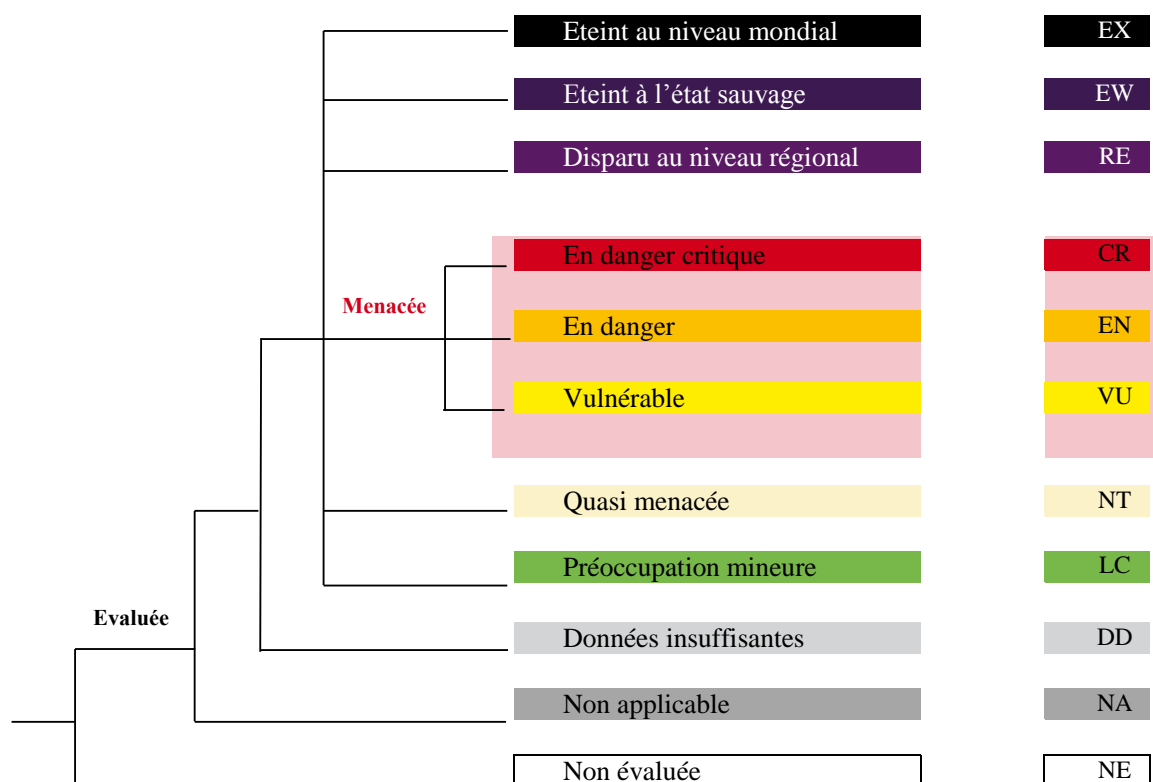 Eteint au niveau mondial EX
Eteint à l’état sauvage EW
Disparu au niveau régional RE
En danger critique CR
Menacée
En danger EN
Vulnérable VU
Quasi menacée NT
Préoccupation mineure LC
Evaluée
Données insuffisantes DD
Non applicable NA
Non évaluée NE